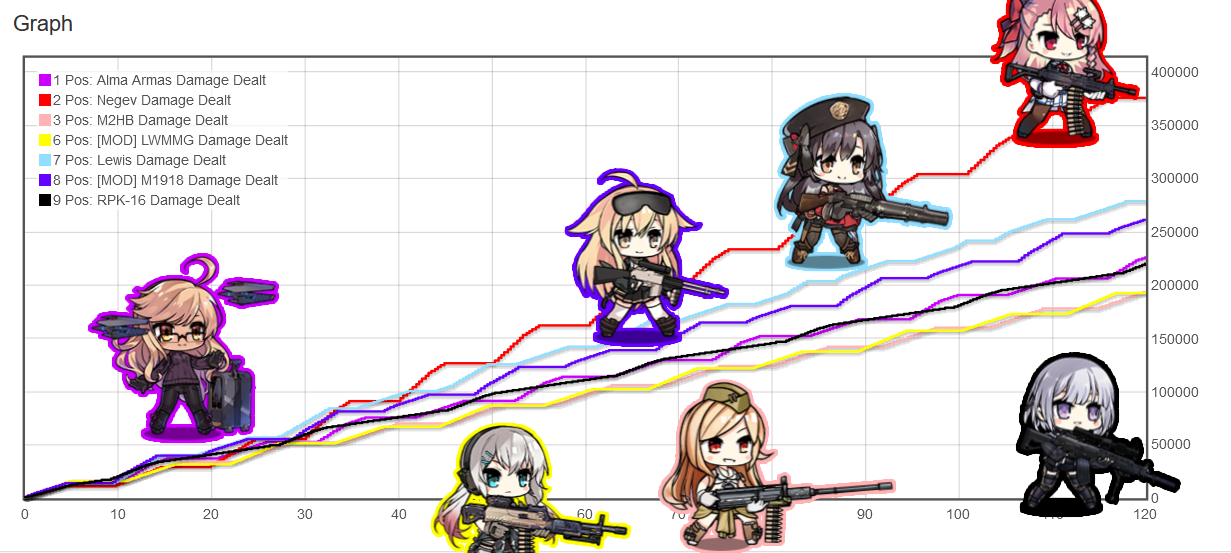 Graph
1 Pos: Alma Armas Damage Dealt
2 Pos: Negev Damage Dealt
3 Pos: M2HB Damage Dealt
6 Pos: [MOD] LWMMG Damage Dealt
7 Pos: Lewis Damage Dealt
8 Pos: [MOD] M1918 Damage Dealt
9 Pos: RPK-16 Damage Dealt
400000
350000
300000
250000
200000
150000
100000
50000
0
0 10 20 30 40 60 90 100 120